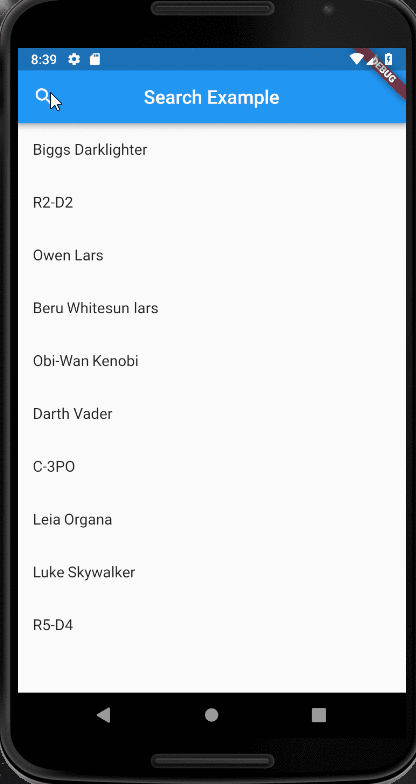 8:39
DEBUG
Search Example
Biggs Darklighter
R2-D2
Owen Lars
Beru Whitesun lars
Obi-Wan Kenobi
Darth Vader
C-3PO
Leia Organa
Luke Skywalker
R5-D4